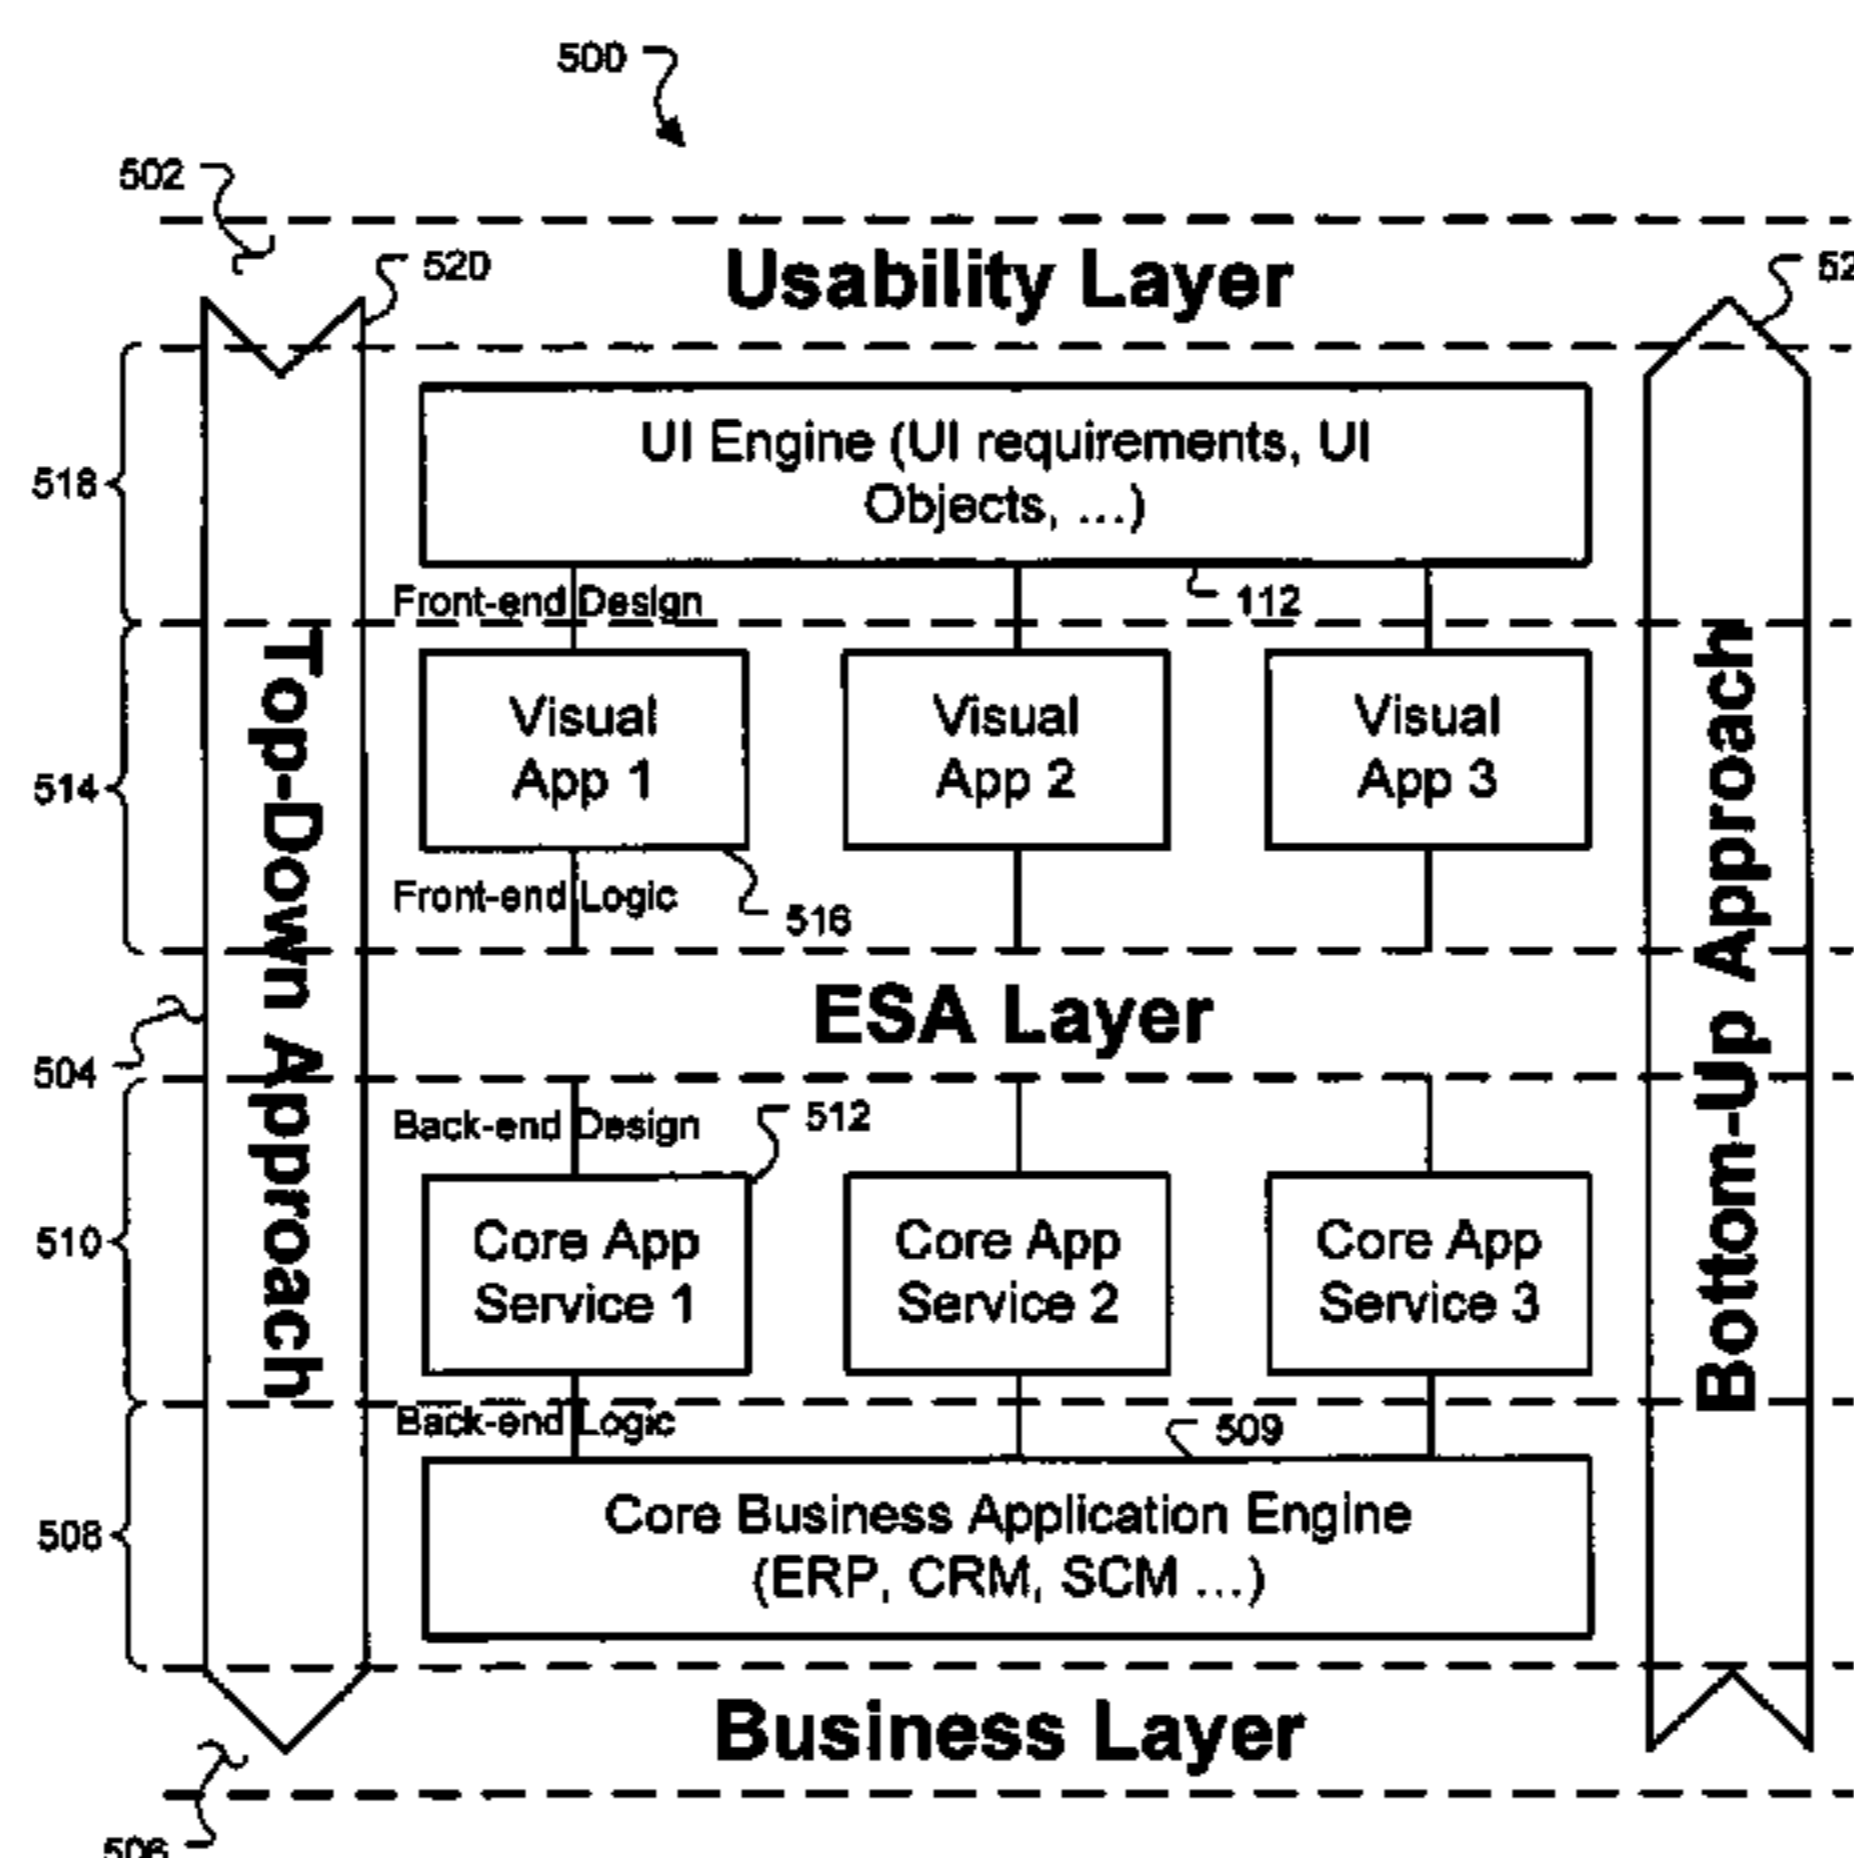 500
502
520
Usability Layer
UI Engine (UI requirements, UI
Objects, ...)
518
Front-end Design
112
Visual
App 1
Visual
App 2
Visual
App 3
514
Front-end Logic
516
Top-Down Approach
Bottom-Up Approach
ESA Layer
504
Back-end Design
512
Core App
Service 1
Core App
Service 2
Core App
Service 3
510
Back-end Logic
509
Core Business Application Engine
(ERP, CRM, SCM ...)
508
Business Layer
506